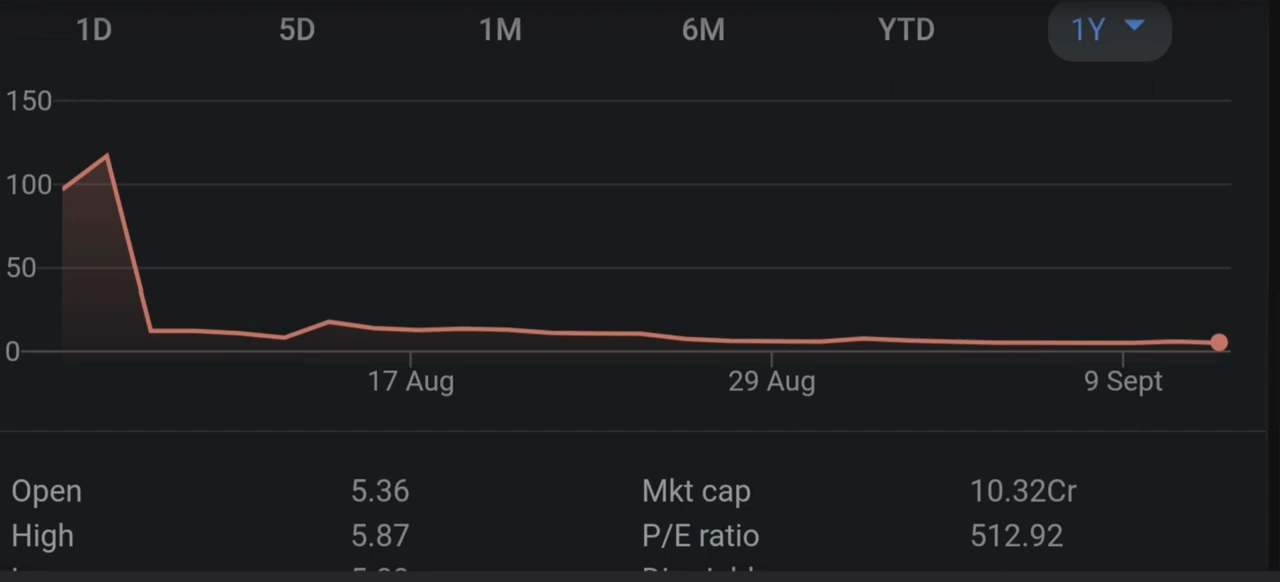 1D 5D 1M 6M YTD 1Y
150
100
50
0
17 Aug 29 Aug 9 Sept
Open 5.36 Mkt cap 10.32Cr
High 5.87 P/E ratio 512.92